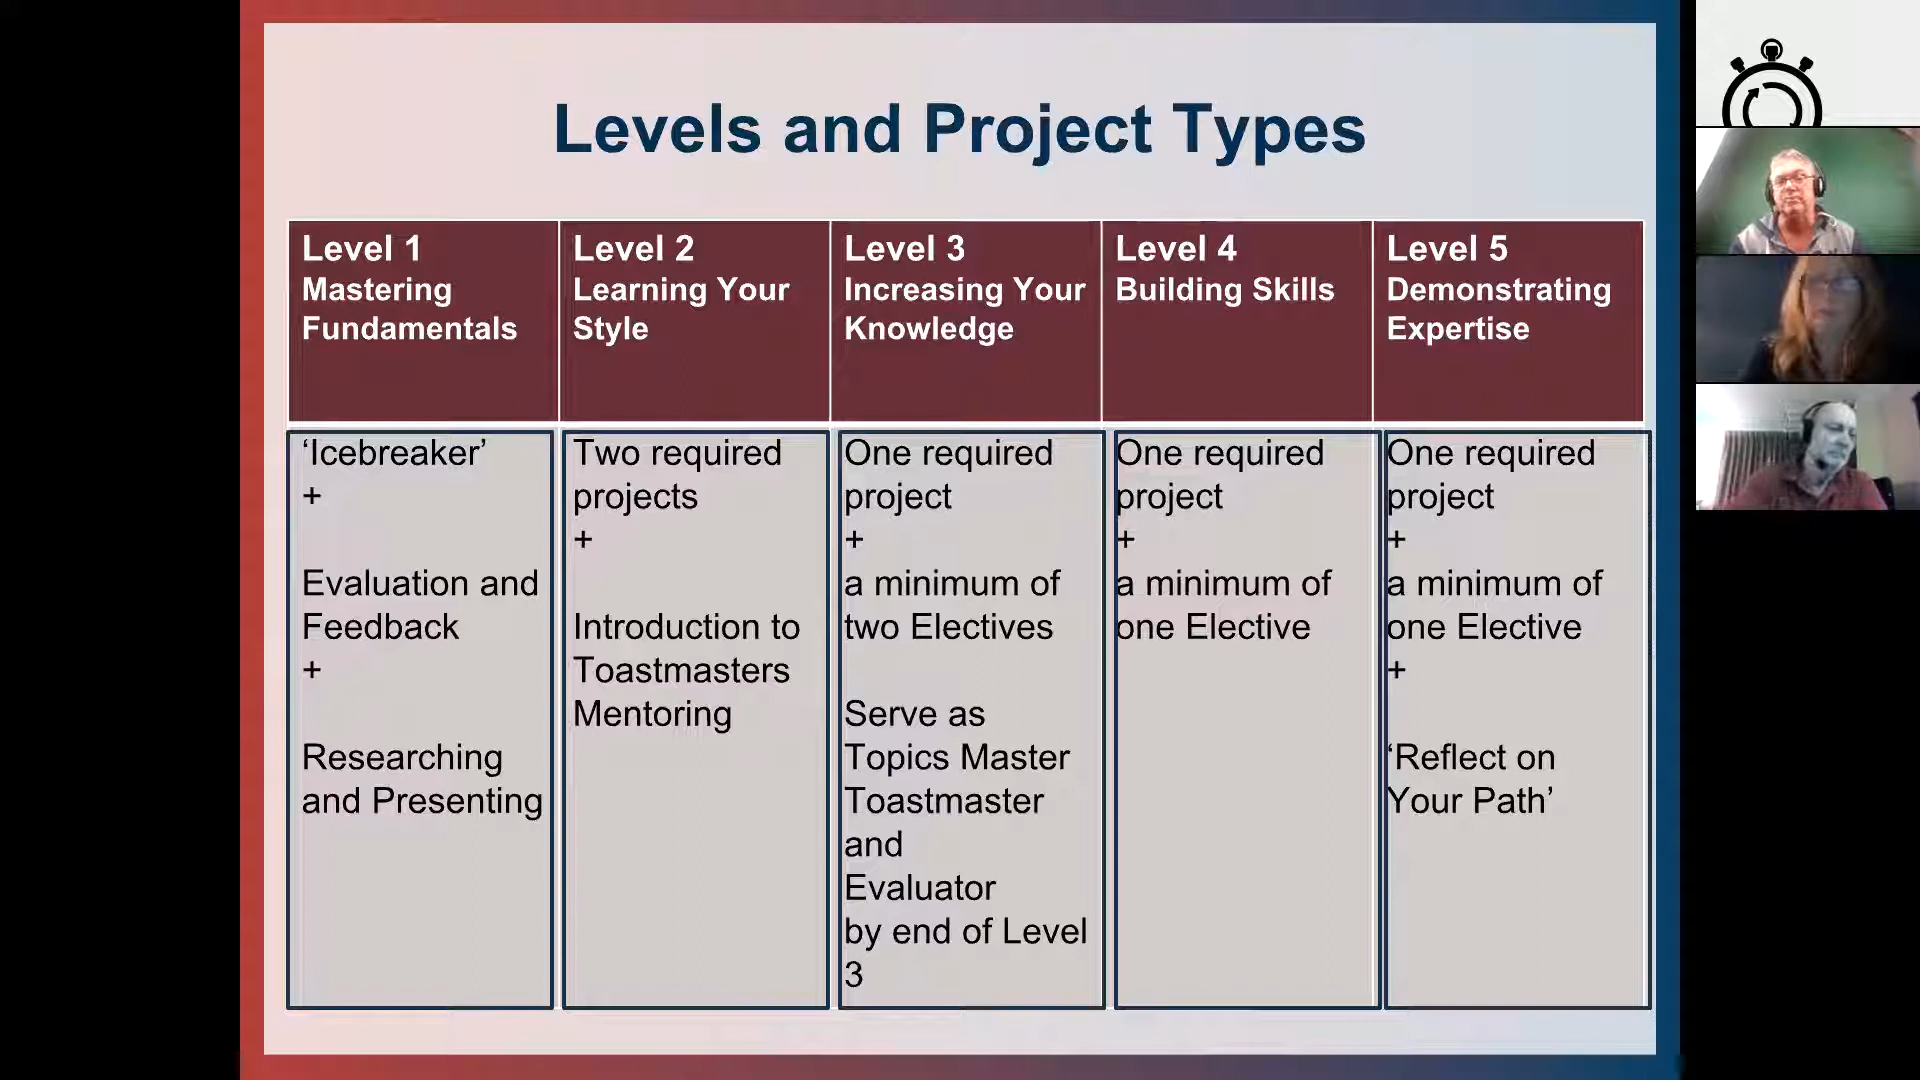 Levels and Project Types
Level 1
Mastering
Fundamentals
Level 2
Learning Your
Style
Level 3
Increasing Your
Knowledge
Level 4
Building Skills
Level 5
Demonstrating
Expertise
‘Icebreaker’
+
Evaluation and
Feedback
+
Researching
and Presenting
Two required
projects
+
Introduction to
Toastmasters
Mentoring
One required
project
+
a minimum of
two Electives
Serve as
Topics Master
Toastmaster
and
Evaluator
by end of Level
3
One required
project
+
a minimum of
one Elective
One required
project
+
a minimum of
one Elective
+
‘Reflect on
Your Path’